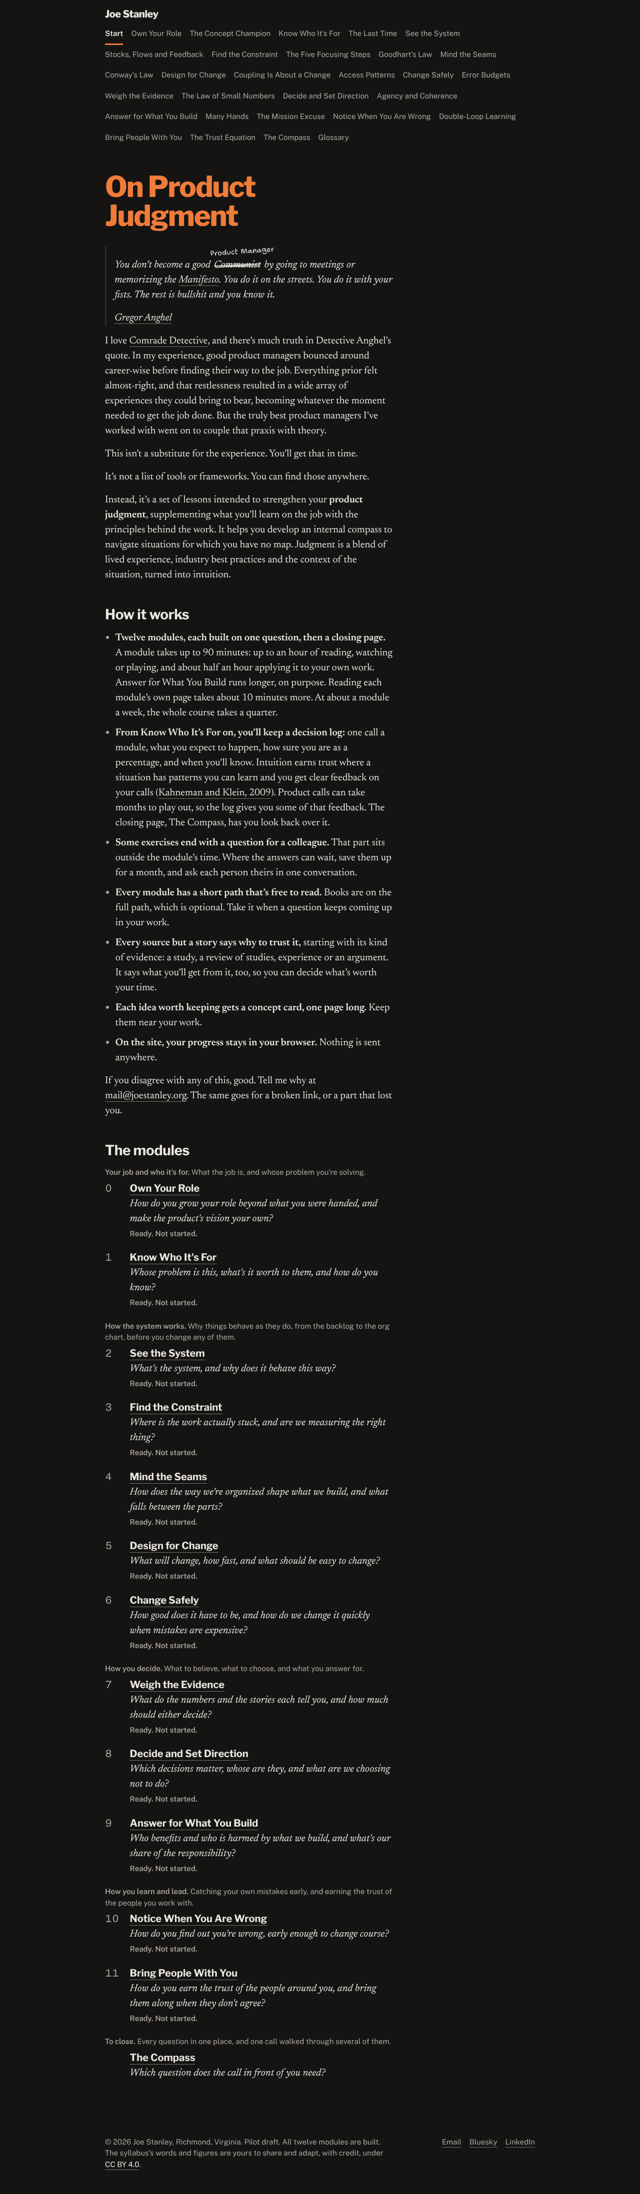 Joe Stanley
Start Own Your Role The Concept Champion Know Who It's For The Last Time See the System
Stocks, Flows and Feedback Find the Constraint The Five Focusing Steps Goodhart's Law Mind the Seams
Conway's Law Design for Change Coupling Is About a Change Access Patterns Change Safely Error Budgets
Weigh the Evidence The Law of Small Numbers Decide and Set Direction Agency and Coherence
Answer for What You Build Many Hands The Mission Excuse Notice When You Are Wrong Double-Loop Learning
Bring People With You The Trust Equation The Compass Glossary
On Product
Judgment
Product Manager
You don't become a good Communist by going to meetings or
memorizing the Manifesto. You do it on the streets. You do it with your
fists. The rest is bullshit and you know it.
Gregor Anghel
I love Comrade Detective, and there's much truth in Detective Anghel's
quote. In my experience, good product managers bounced around
career-wise before finding their way to the job. Everything prior felt
almost-right, and that restlessness resulted in a wide array of
experiences they could bring to bear, becoming whatever the moment
needed to get the job done. But the truly best product managers I've
worked with went on to couple that praxis with theory.
This isn't a substitute for the experience. You'll get that in time.
It's not a list of tools or frameworks. You can find those anywhere.
Instead, it's a set of lessons intended to strengthen your product
judgment, supplementing what you'll learn on the job with the
principles behind the work. It helps you develop an internal compass to
navigate situations for which you have no map. Judgment is a blend of
lived experience, industry best practices and the context of the
situation, turned into intuition.
How it works
• Twelve modules, each built on one question, then a closing page.
A module takes up to 90 minutes: up to an hour of reading, watching
or playing, and about half an hour applying it to your own work.
Answer for What You Build runs longer, on purpose. Reading each
module's own page takes about 10 minutes more. At about a module
a week, the whole course takes a quarter.
• From Know Who It's For on, you'll keep a decision log: one call a
module, what you expect to happen, how sure you are as a
percentage, and when you'll know. Intuition earns trust where a
situation has patterns you can learn and you get clear feedback on
your calls (Kahneman and Klein, 2009). Product calls can take
months to play out, so the log gives you some of that feedback. The
closing page, The Compass, has you look back over it.
• Some exercises end with a question for a colleague. That part sits
outside the module's time. Where the answers can wait, save them up
for a month, and ask each person theirs in one conversation.
• Every module has a short path that's free to read. Books are on the
full path, which is optional. Take it when a question keeps coming up
in your work.
• Every source but a story says why to trust it, starting with its kind
of evidence: a study, a review of studies, experience or an argument.
It says what you'll get from it, too, so you can decide what's worth
your time.
• Each idea worth keeping gets a concept card, one page long. Keep
them near your work.
• On the site, your progress stays in your browser. Nothing is sent
anywhere.
If you disagree with any of this, good. Tell me why at
mail@joestanley.org. The same goes for a broken link, or a part that lost
you.
The modules
Your job and who it's for. What the job is, and whose problem you're solving.
0 Own Your Role
How do you grow your role beyond what you were handed, and
make the product's vision your own?
Ready. Not started.
1 Know Who It's For
Whose problem is this, what's it worth to them, and how do you
know?
Ready. Not started.
How the system works. Why things behave as they do, from the backlog to the org
chart, before you change any of them.
2 See the System
What's the system, and why does it behave this way?
Ready. Not started.
3 Find the Constraint
Where is the work actually stuck, and are we measuring the right
thing?
Ready. Not started.
4 Mind the Seams
How does the way we're organized shape what we build, and what
falls between the parts?
Ready. Not started.
5 Design for Change
What will change, how fast, and what should be easy to change?
Ready. Not started.
6 Change Safely
How good does it have to be, and how do we change it quickly
when mistakes are expensive?
Ready. Not started.
How you decide. What to believe, what to choose, and what you answer for.
7 Weigh the Evidence
What do the numbers and the stories each tell you, and how much
should either decide?
Ready. Not started.
8 Decide and Set Direction
Which decisions matter, whose are they, and what are we choosing
not to do?
Ready. Not started.
9 Answer for What You Build
Who benefits and who is harmed by what we build, and what's our
share of the responsibility?
Ready. Not started.
How you learn and lead. Catching your own mistakes early, and earning the trust of
the people you work with.
10 Notice When You Are Wrong
How do you find out you're wrong, early enough to change course?
Ready. Not started.
11 Bring People With You
How do you earn the trust of the people around you, and bring
them along when they don't agree?
Ready. Not started.
To close. Every question in one place, and one call walked through several of them.
The Compass
Which question does the call in front of you need?
© 2026 Joe Stanley, Richmond, Virginia. Pilot draft. All twelve modules are built.
The syllabus's words and figures are yours to share and adapt, with credit, under
CC BY 4.0.
Email Bluesky LinkedIn